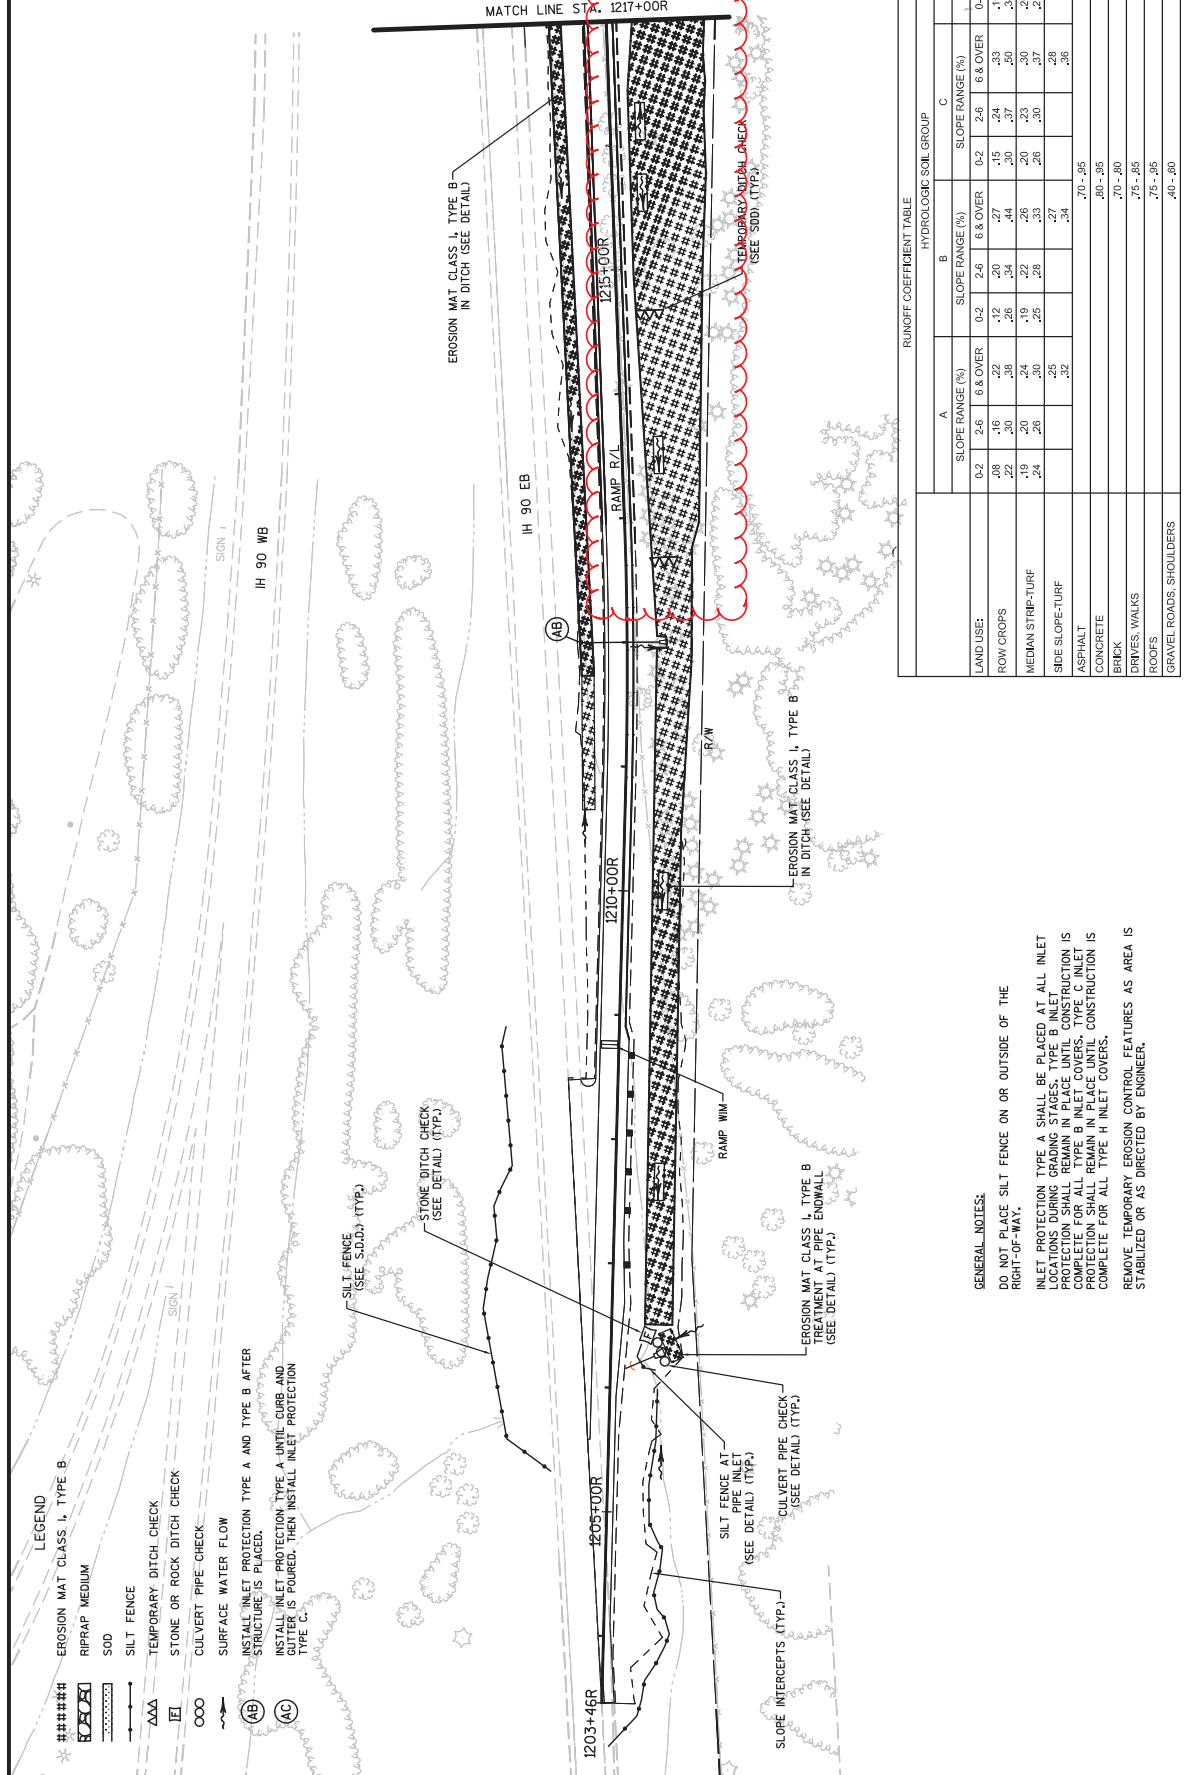 MATCH LINE STA. 1217+00R
LEGEND
EROSION MAT CLASS I, TYPE B
RIPRAP MEDIUM
SOD
SILT FENCE
TEMPORARY DITCH CHECK
E
STONE OR ROCK DITCH CHECK
CULVERT PIPE CHECK
SURFACE WATER FLOW
AB
INSTALL INLET PROTECTION TYPE A AND TYPE B AFTER
STRUCTURE IS PLACED.
AC
INSTALL INLET PROTECTION TYPE A UNTIL CURB AND
GUTTER IS POURED. THEN INSTALL INLET PROTECTION
TYPE C.
SIGN
SIGN
IH 90 WB
IH 90 EB
SILT FENCE
(SEE S.D.D.) (TYP.)
STONE DITCH CHECK
(SEE DETAIL) (TYP.)
EROSION MAT CLASS I, TYPE B
IN DITCH (SEE DETAIL)
AB
1203+46R
1205+00R
1210+00R
1215+00R
RAMP R/L
E
R/W
TEMPORARY DITCH CHECK
(SEE SDD) (TYP.)
EROSION MAT CLASS I, TYPE B
IN DITCH (SEE DETAIL)
RAMP WIM
EROSION MAT CLASS I, TYPE B
TREATMENT AT PIPE ENDWALL
(SEE DETAIL) (TYP.)
SILT FENCE AT
PIPE INLET
(SEE DETAIL) (TYP.)
CULVERT PIPE CHECK
(SEE DETAIL) (TYP.)
SLOPE INTERCEPTS (TYP.)
GENERAL NOTES:
DO NOT PLACE SILT FENCE ON OR OUTSIDE OF THE
RIGHT-OF-WAY.
INLET PROTECTION TYPE A SHALL BE PLACED AT ALL INLET
LOCATIONS DURING GRADING STAGES. TYPE B INLET
PROTECTION SHALL REMAIN IN PLACE UNTIL CONSTRUCTION IS
COMPLETE FOR ALL TYPE B INLET COVERS. TYPE C INLET
PROTECTION SHALL REMAIN IN PLACE UNTIL CONSTRUCTION IS
COMPLETE FOR ALL TYPE H INLET COVERS.
REMOVE TEMPORARY EROSION CONTROL FEATURES AS AREA IS
STABILIZED OR AS DIRECTED BY ENGINEER.
RUNOFF COEFFICIENT TABLE
HYDROLOGIC SOIL GROUP
A B C
SLOPE RANGE (%) SLOPE RANGE (%) SLOPE RANGE (%)
LAND USE: 0-2 2-6 6 & OVER 0-2 2-6 6 & OVER 0-2 2-6 6 & OVER
ROW CROPS .08 .16 .22 .12 .20 .27 .15 .24 .33
.22 .30 .38 .26 .34 .44 .30 .37 .50
MEDIAN STRIP-TURF .19 .20 .24 .19 .22 .26 .20 .23 .30
.24 .26 .30 .25 .28 .33 .26 .30 .37
SIDE SLOPE-TURF .25 .27 .28
.32 .34 .36
ASPHALT .70 - .95
CONCRETE .80 - .95
BRICK .70 - .80
DRIVES, WALKS .75 - .85
ROOFS .75 - .95
GRAVEL ROADS, SHOULDERS .40 - .60